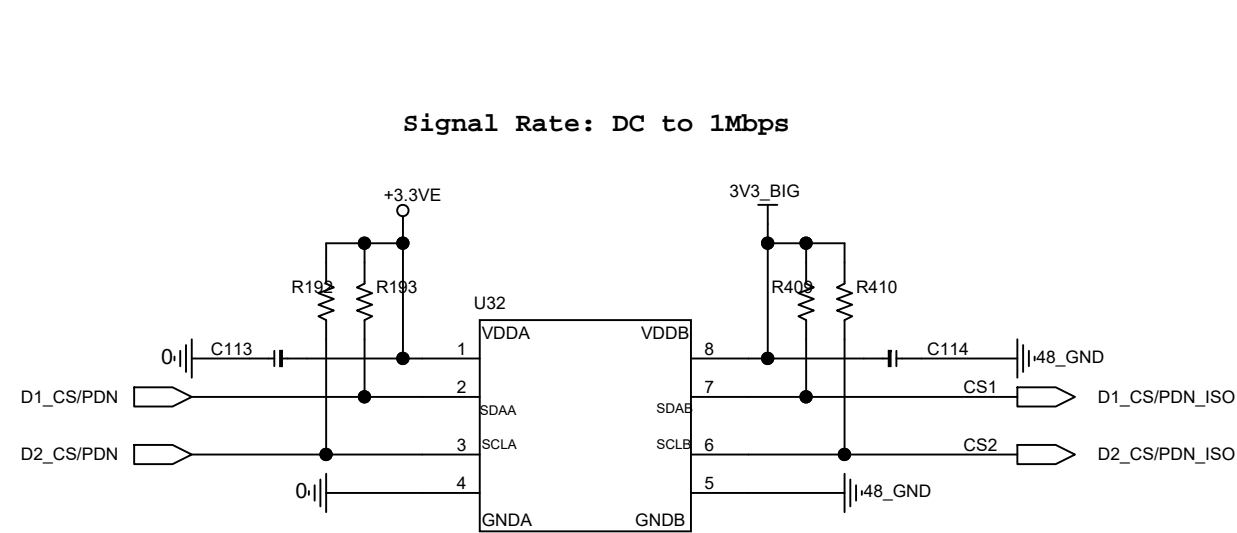 Signal Rate: DC to 1Mbps
+3.3VE
3V3_BIG
R192
R193
R409
R410
U32
VDDA
VDDB
0
C113
1
8
C114
48_GND
D1_CS/PDN
2
7
CS1
D1_CS/PDN_ISO
SDAA
SDAB
D2_CS/PDN
3
SCLA
SCLB
6
CS2
D2_CS/PDN_ISO
0
4
5
48_GND
GNDA
GNDB